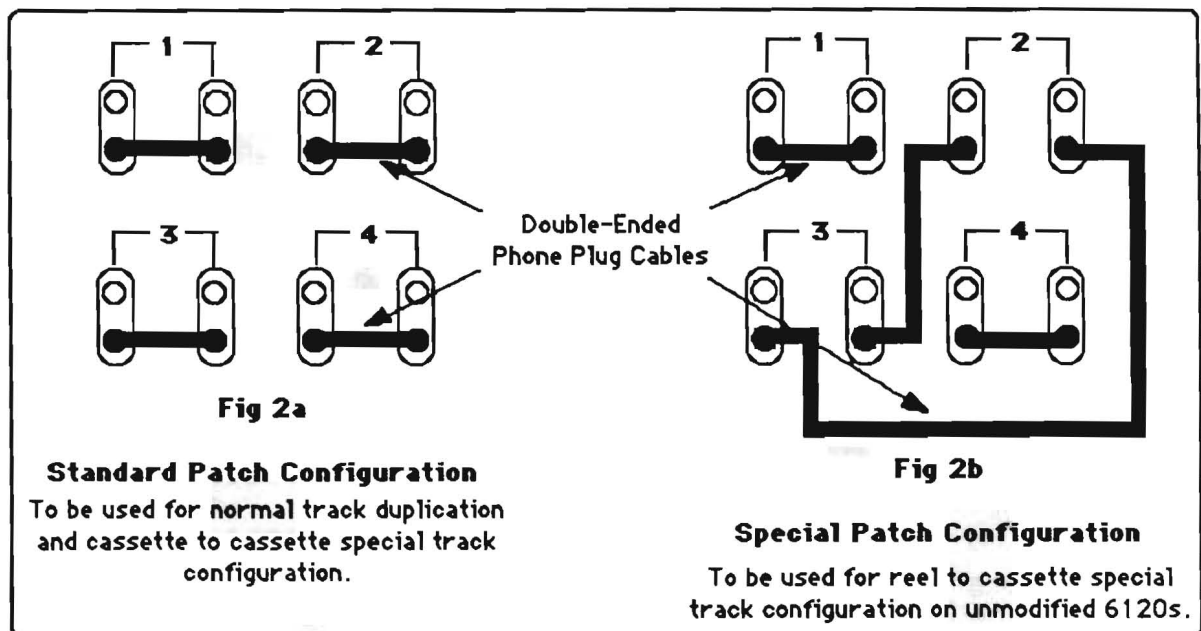 1 2
3 4
Fig 2a
Standard Patch Configuration
To be used for normal track duplication
and cassette to cassette special track
configuration.
Double-Ended
Phone Plug Cables
1 2
3 4
Fig 2b
Special Patch Configuration
To be used for reel to cassette special
track configuration on unmodified 6120s.